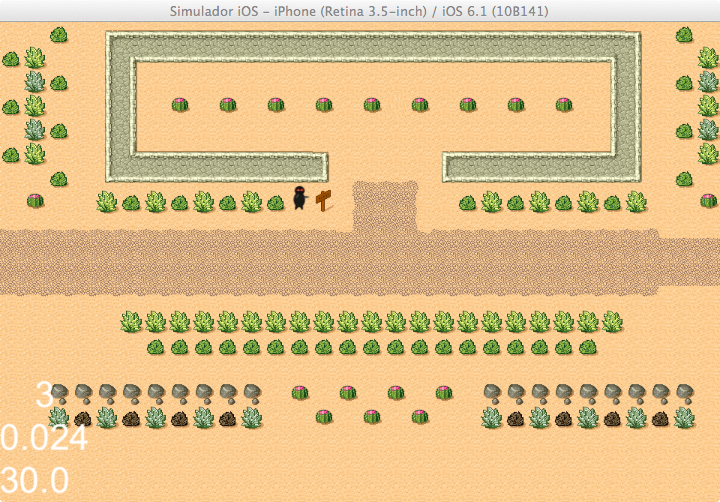 Simulador iOS – iPhone (Retina 3.5-inch) / iOS 6.1 (10B141)
3
0.024
30.0